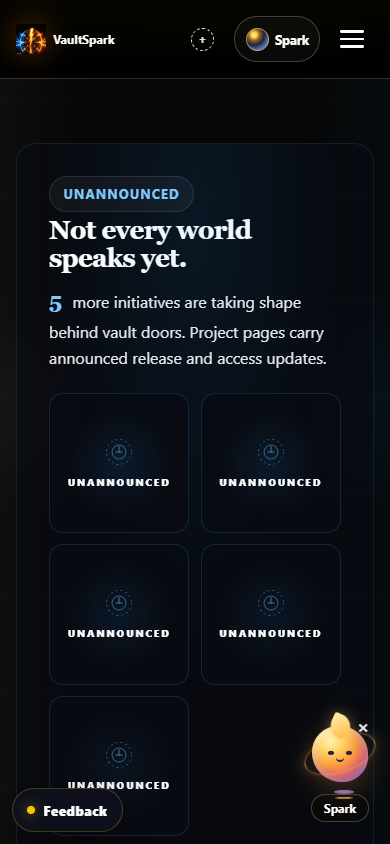 VaultSpark
+
Spark
UNANNOUNCED
Not every world
speaks yet.
5 more initiatives are taking shape
behind vault doors. Project pages carry
announced release and access updates.
UNANNOUNCED
UNANNOUNCED
UNANNOUNCED
UNANNOUNCED
UNANNOUNCED
×
Feedback
Spark